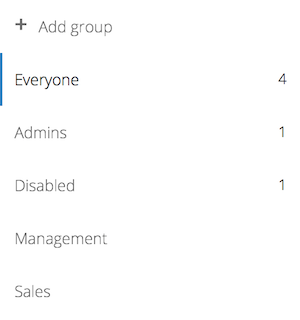 + Add group
Everyone 4
Admins 1
Disabled 1
Management
Sales